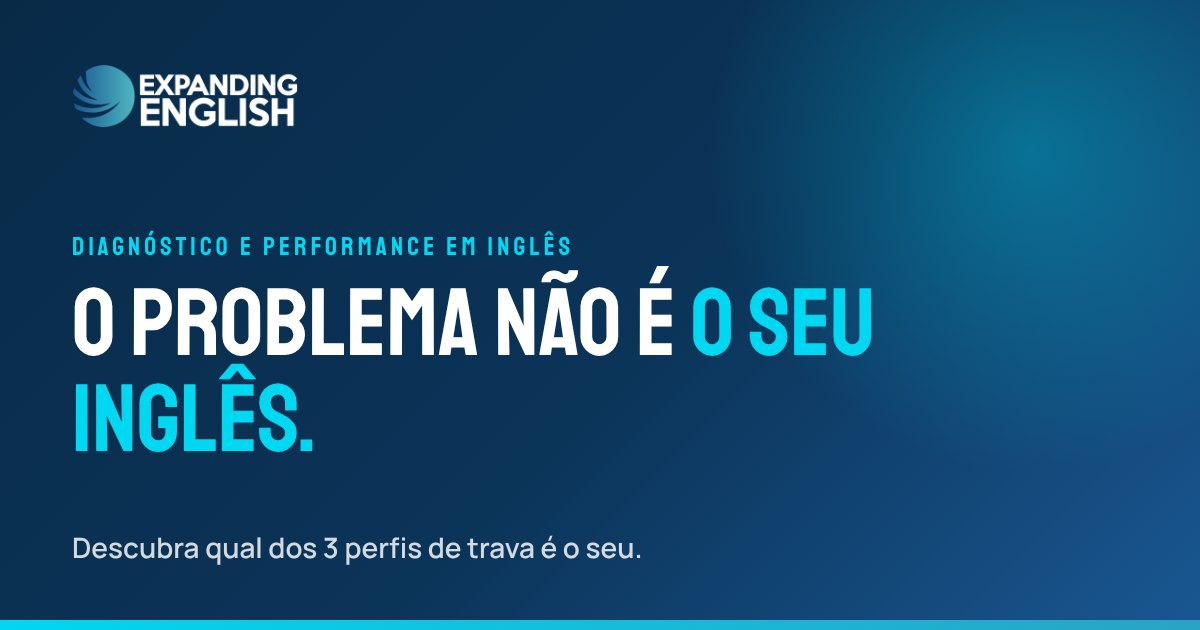 EXPANDING
ENGLISH
DIAGNÓSTICO E PERFORMANCE EM INGLÊS
O PROBLEMA NÃO É O SEU
INGLÊS.
Descubra qual dos 3 perfis de trava é o seu.